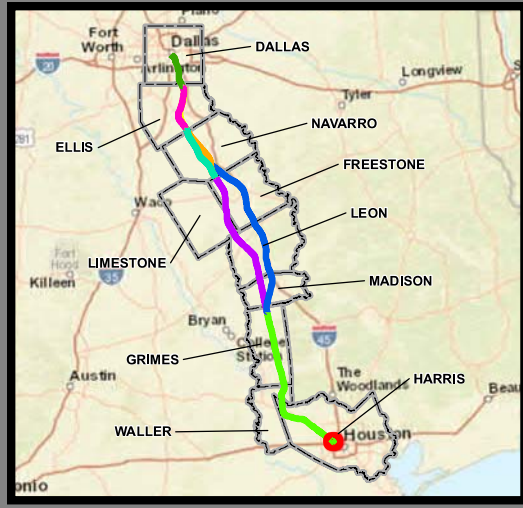 Plano
Fort
Worth
Dallas
DALLAS
20
Arlington
Longview
Tyler
NAVARRO
281
ELLIS
FREESTONE
Waco
LEON
Fort
Hood
LIMESTONE
35
Killeen
MADISON
Bryan
College
Station
45
GRIMES
The
Woodlands
Austin
HARRIS
Beau
WALLER
Houston
onio